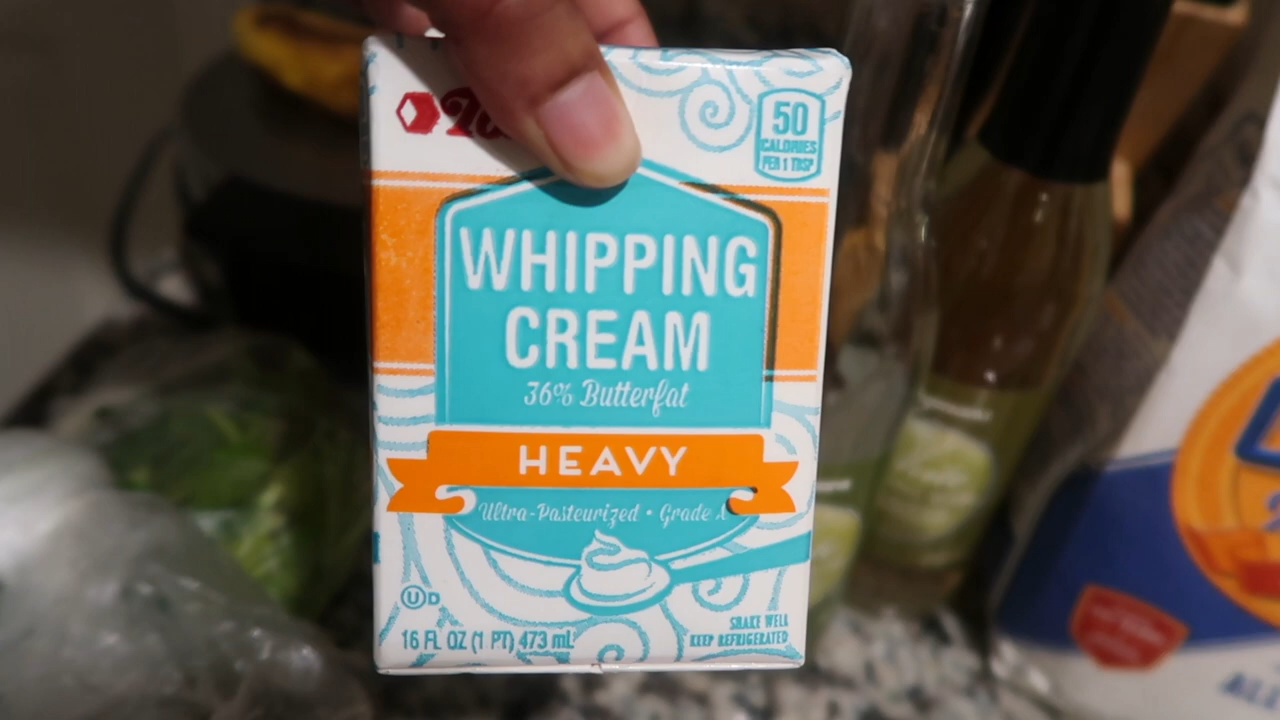 50
CALORIES
PER 1 TBSP
WHIPPING
CREAM
36% Butterfat
HEAVY
Ultra-Pasteurized • Grade A
U D
16 FL OZ (1 PT) 473 mL
SHAKE WELL
KEEP REFRIGERATED